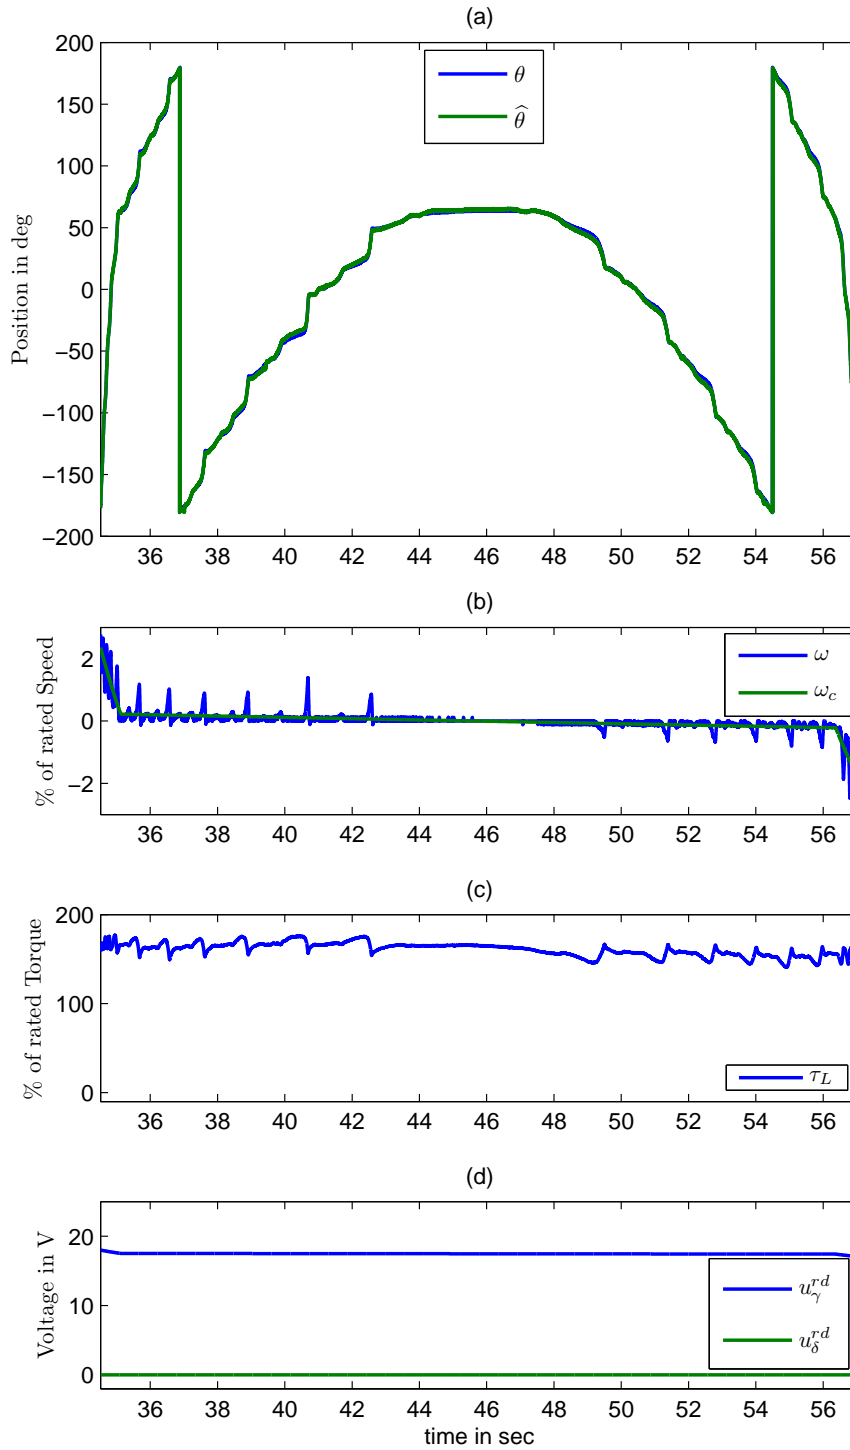 (a)
200
150
100
50
0
−50
−100
−150
−200
Position in deg
θ
θ̂
36 38 40 42 44 46 48 50 52 54 56
(b)
2
0
−2
% of rated Speed
ω
ω_c
36 38 40 42 44 46 48 50 52 54 56
(c)
200
100
0
% of rated Torque
τ_L
36 38 40 42 44 46 48 50 52 54 56
(d)
20
10
0
Voltage in V
u_γ^{rd}
u_δ^{rd}
36 38 40 42 44 46 48 50 52 54 56
time in sec